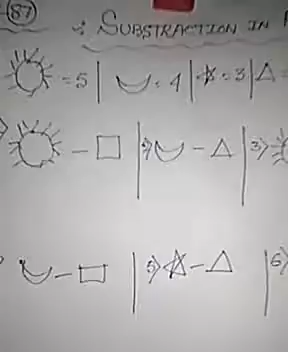 87
: SUBSTRACTION IN
= 5 | = 4 | = 3 | =
- | 2) - | 3)
- | 5) - | 6)